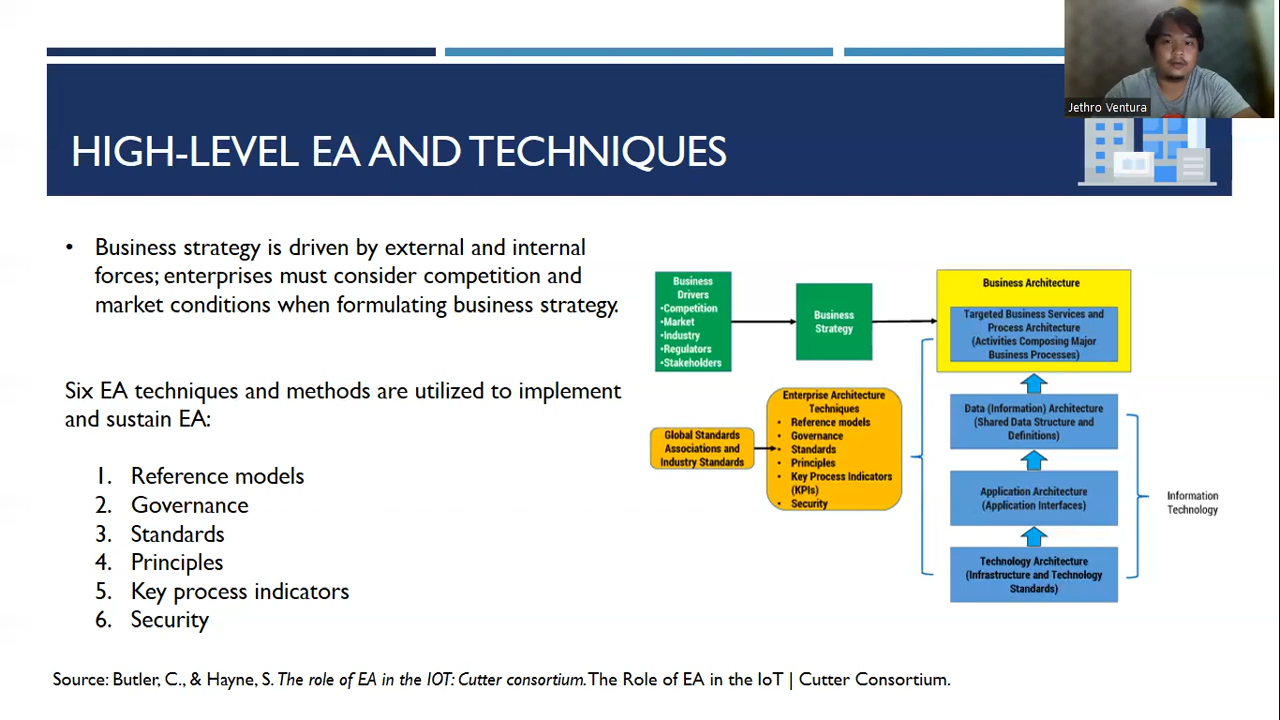 Jethro Ventura
HIGH-LEVEL EA AND TECHNIQUES
• Business strategy is driven by external and internal
forces; enterprises must consider competition and
market conditions when formulating business strategy.
Six EA techniques and methods are utilized to implement
and sustain EA:
1. Reference models
2. Governance
3. Standards
4. Principles
5. Key process indicators
6. Security
Business
Drivers
•Competition
•Market
•Industry
•Regulators
•Stakeholders
Business
Strategy
Business Architecture
Targeted Business Services and
Process Architecture
(Activities Composing Major
Business Processes)
Global Standards
Associations and
Industry Standards
Enterprise Architecture
Techniques
• Reference models
• Governance
• Standards
• Principles
• Key Process Indicators
(KPIs)
• Security
Data (Information) Architecture
(Shared Data Structure and
Definitions)
Application Architecture
(Application Interfaces)
Technology Architecture
(Infrastructure and Technology
Standards)
Information
Technology
Source: Butler, C., & Hayne, S. The role of EA in the IOT: Cutter consortium. The Role of EA in the IoT | Cutter Consortium.